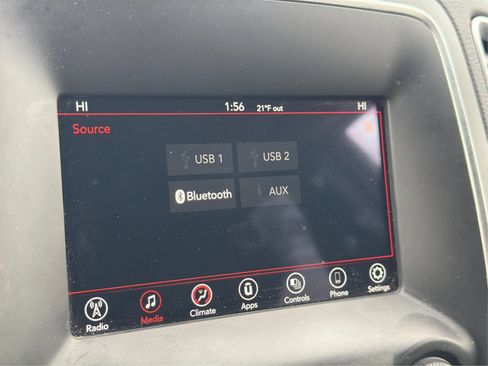 HI 1:56 21°F out HI
Source
USB 1 USB 2
Bluetooth AUX
Radio Media Climate Apps Controls Phone Settings